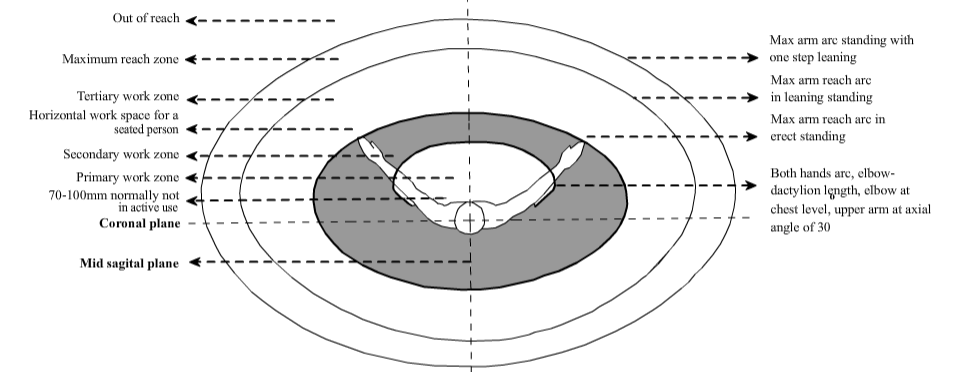 Out of reach
Maximum reach zone
Tertiary work zone
Horizontal work space for a
seated person
Secondary work zone
Primary work zone
70-100mm normally not
in active use
Coronal plane
Mid sagital plane
Max arm arc standing with
one step leaning
Max arm reach arc
in leaning standing
Max arm reach arc in
erect standing
Both hands arc, elbow-
dactylion length, elbow at
chest level, upper arm at axial
angle of 30